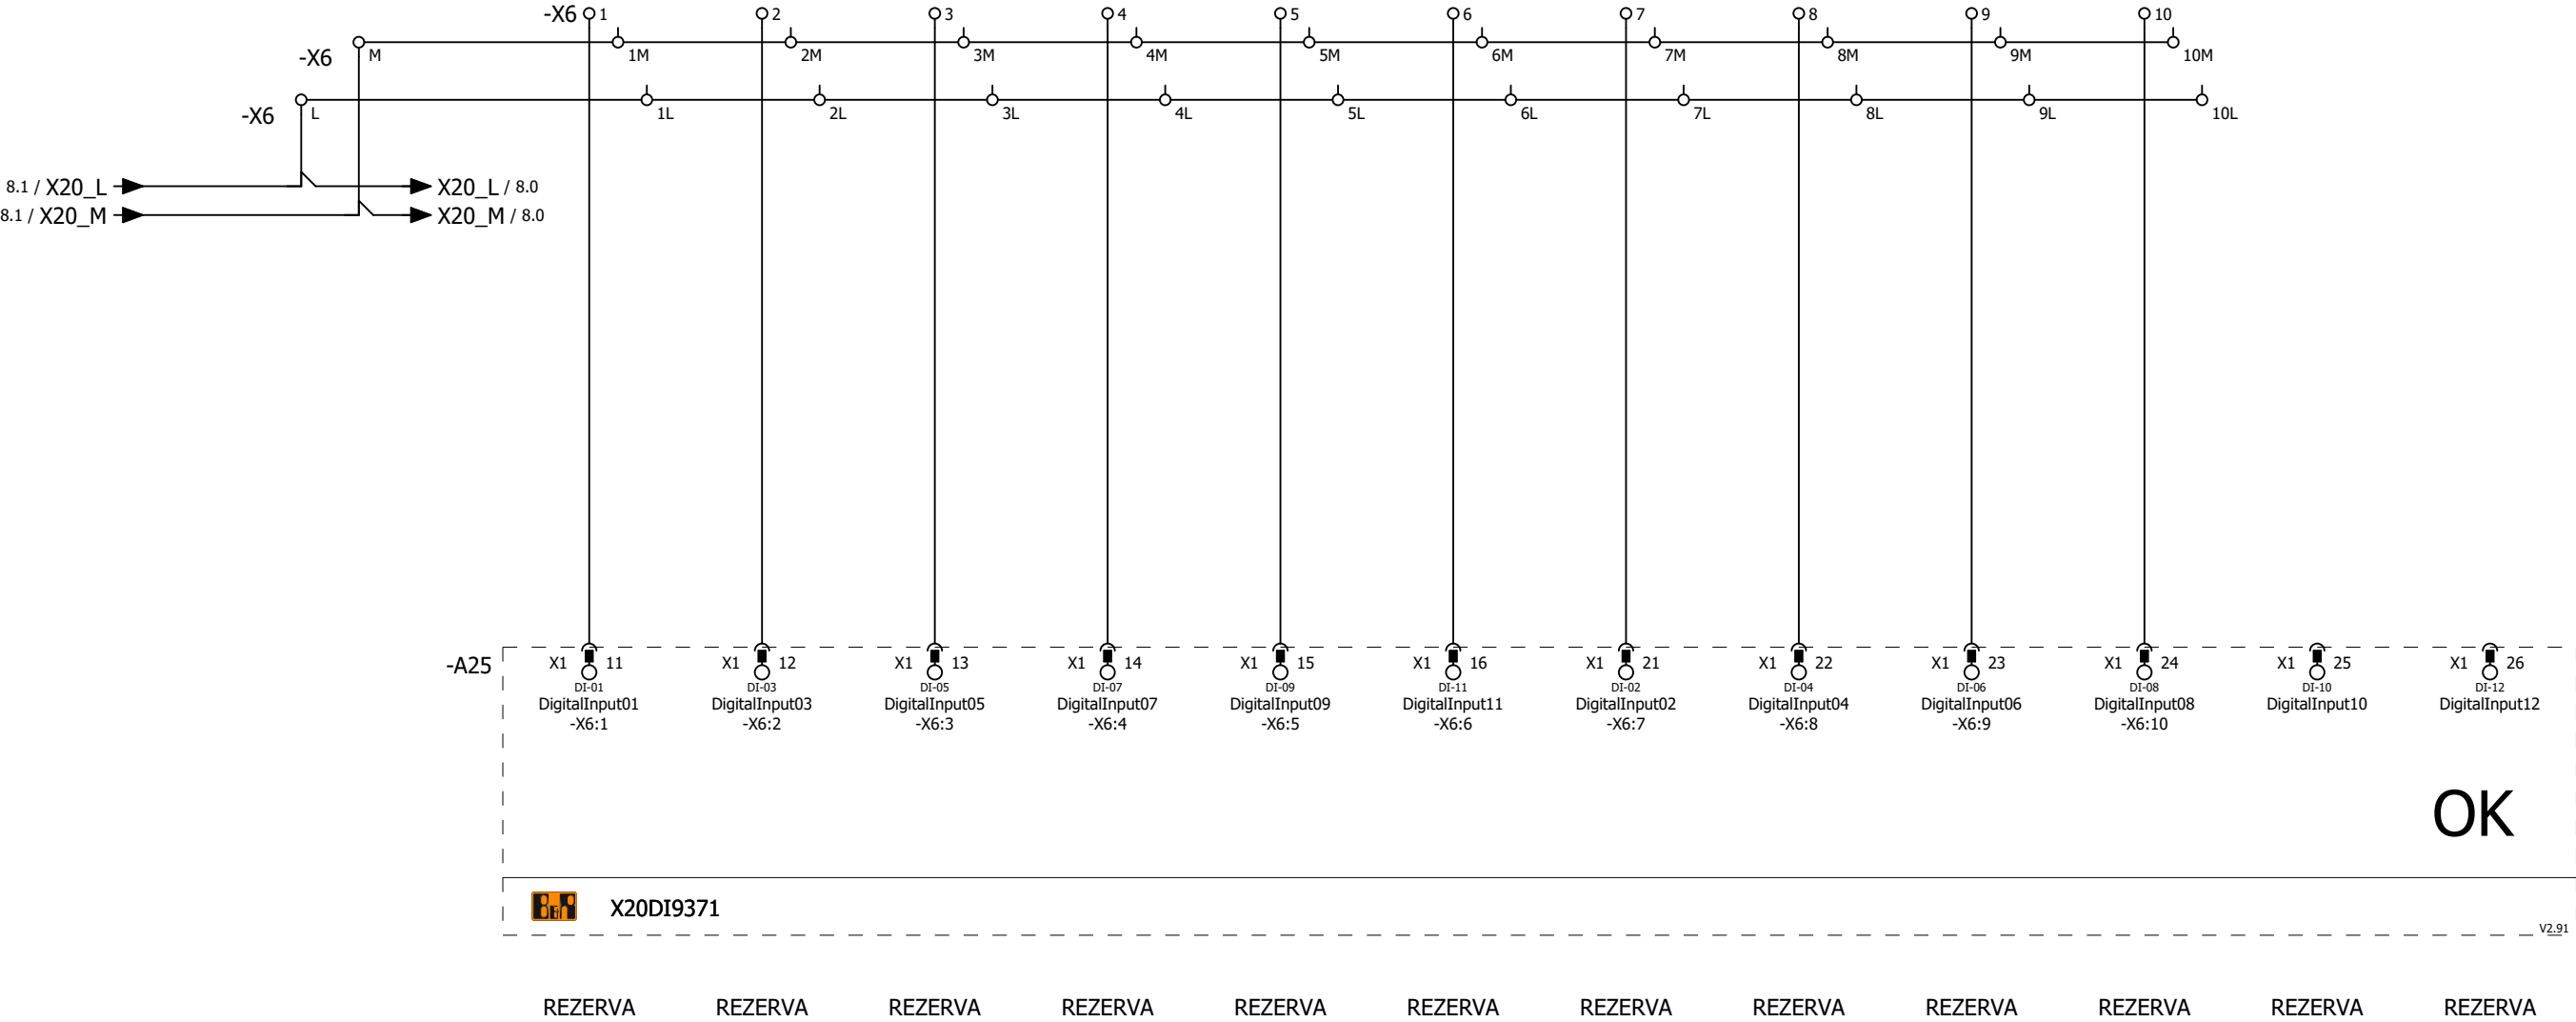 -X6 1 2 3 4 5 6 7 8 9 10
-X6 M 1M 2M 3M 4M 5M 6M 7M 8M 9M 10M
-X6 L 1L 2L 3L 4L 5L 6L 7L 8L 9L 10L
8.1 / X20_L X20_L / 8.0
8.1 / X20_M X20_M / 8.0
-A25 X1 11 X1 12 X1 13 X1 14 X1 15 X1 16 X1 21 X1 22 X1 23 X1 24 X1 25 X1 26
DI-01 DI-03 DI-05 DI-07 DI-09 DI-11 DI-02 DI-04 DI-06 DI-08 DI-10 DI-12
DigitalInput01 DigitalInput03 DigitalInput05 DigitalInput07 DigitalInput09 DigitalInput11 DigitalInput02 DigitalInput04 DigitalInput06 DigitalInput08 DigitalInput10 DigitalInput12
-X6:1 -X6:2 -X6:3 -X6:4 -X6:5 -X6:6 -X6:7 -X6:8 -X6:9 -X6:10
OK
B&R X20DI9371
V2.91
REZERVA REZERVA REZERVA REZERVA REZERVA REZERVA REZERVA REZERVA REZERVA REZERVA REZERVA REZERVA